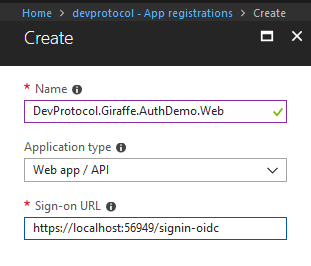 Home > devprotocol - App registrations > Create
Create
* Name
DevProtocol.Giraffe.AuthDemo.Web
Application type
Web app / API
* Sign-on URL
https://localhost:56949/signin-oidc